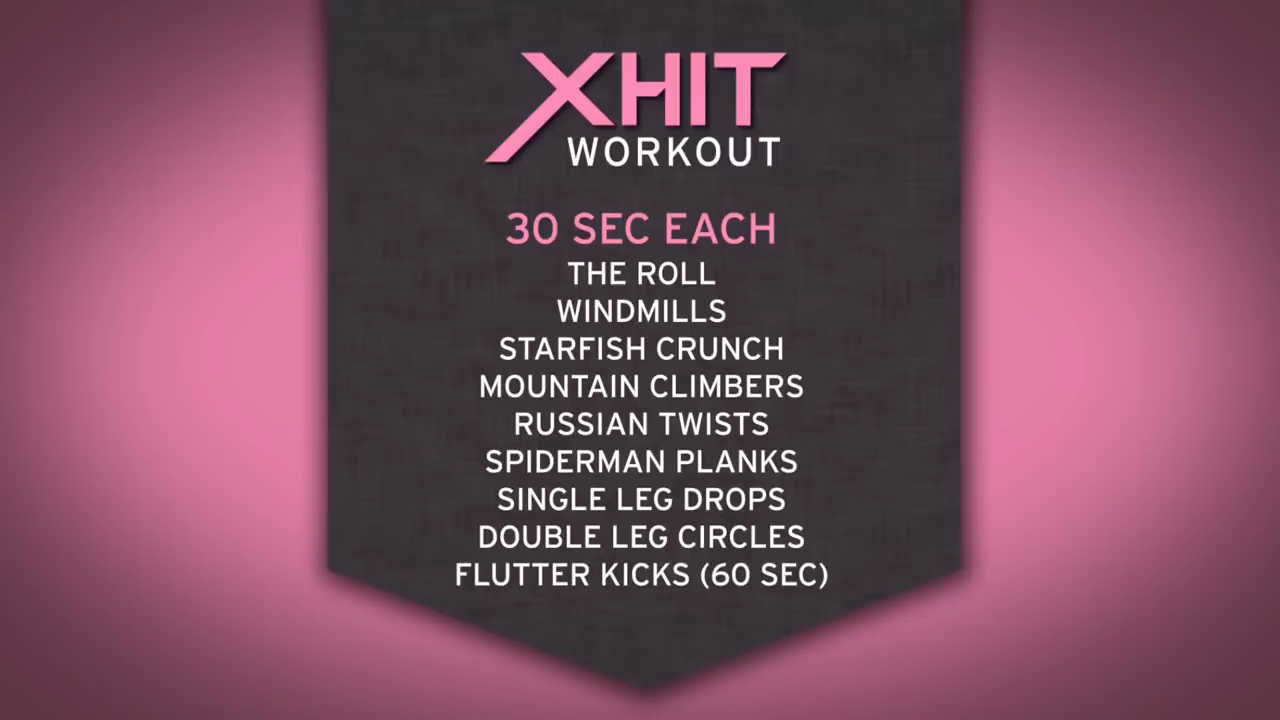 XHIT
WORKOUT
30 SEC EACH
THE ROLL
WINDMILLS
STARFISH CRUNCH
MOUNTAIN CLIMBERS
RUSSIAN TWISTS
SPIDERMAN PLANKS
SINGLE LEG DROPS
DOUBLE LEG CIRCLES
FLUTTER KICKS (60 SEC)